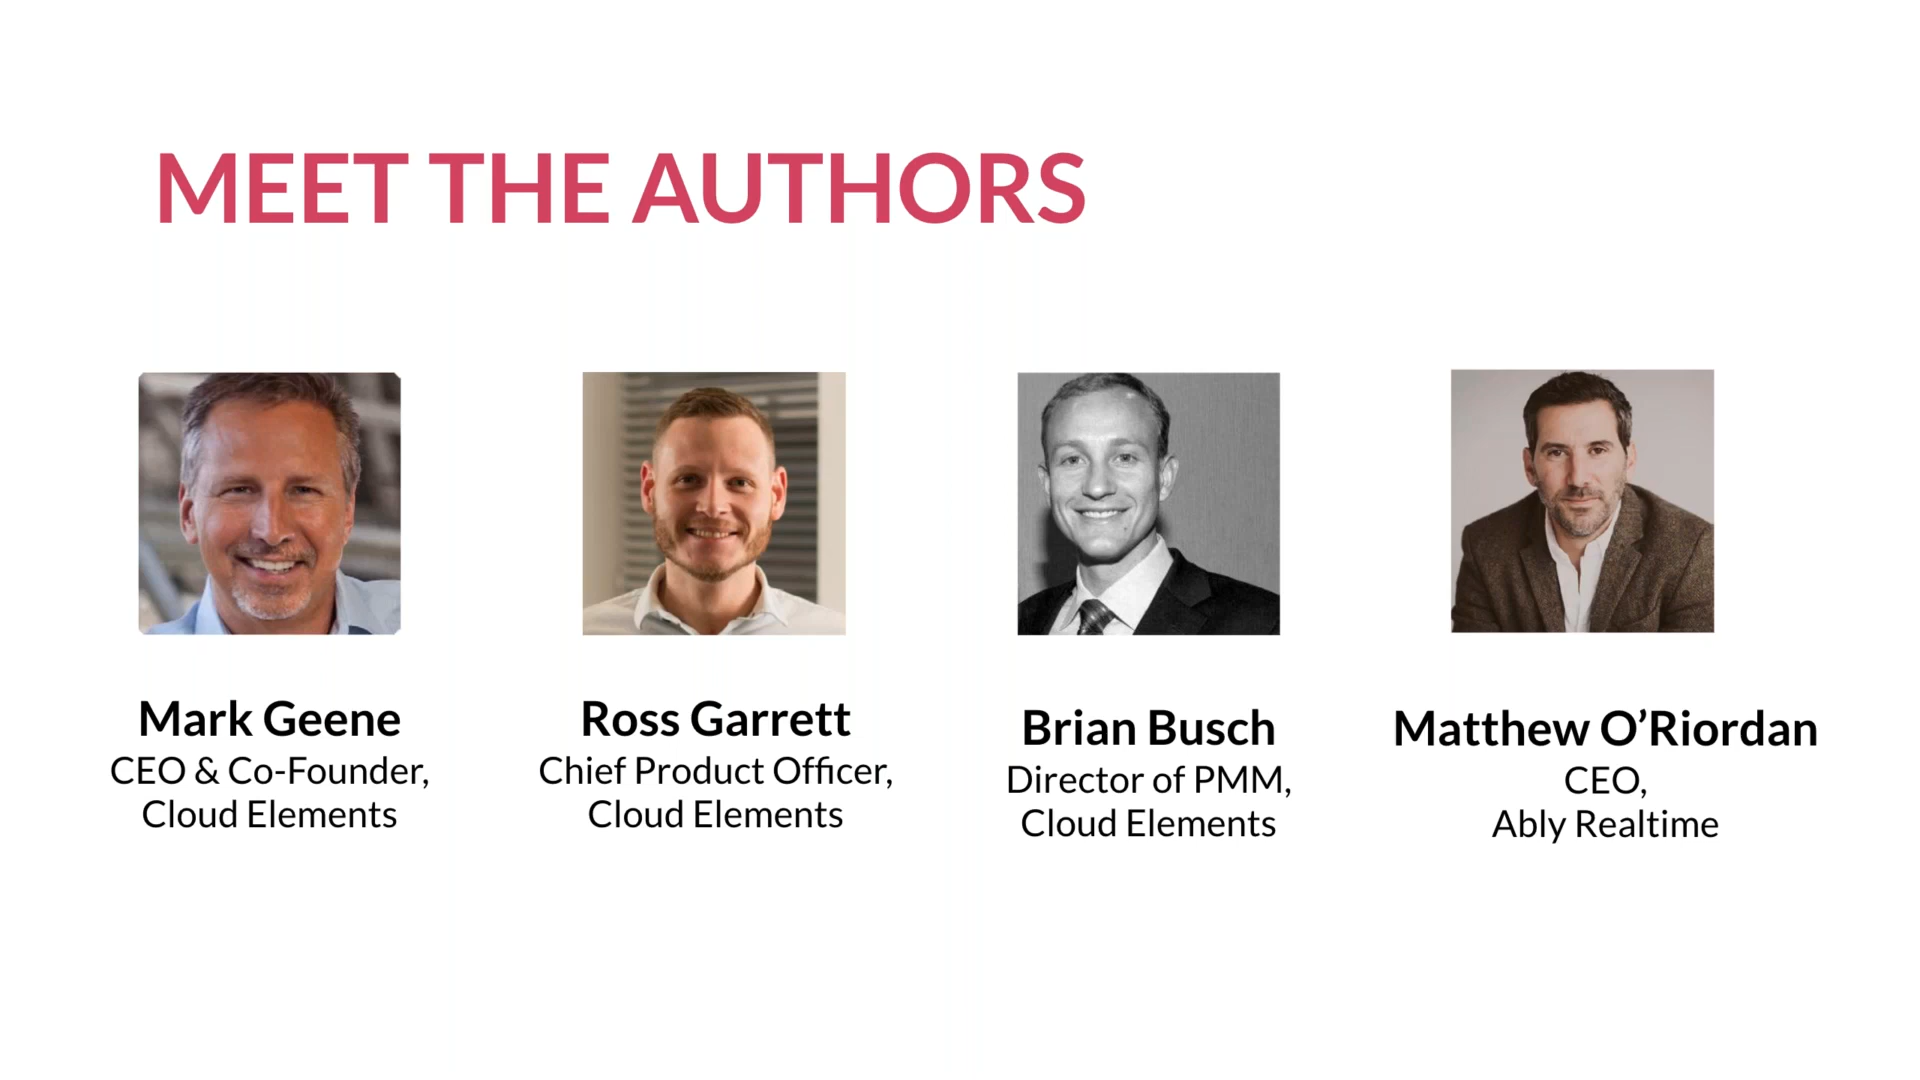 MEET THE AUTHORS
Mark Geene
CEO & Co-Founder,
Cloud Elements
Ross Garrett
Chief Product Officer,
Cloud Elements
Brian Busch
Director of PMM,
Cloud Elements
Matthew O’Riordan
CEO,
Ably Realtime